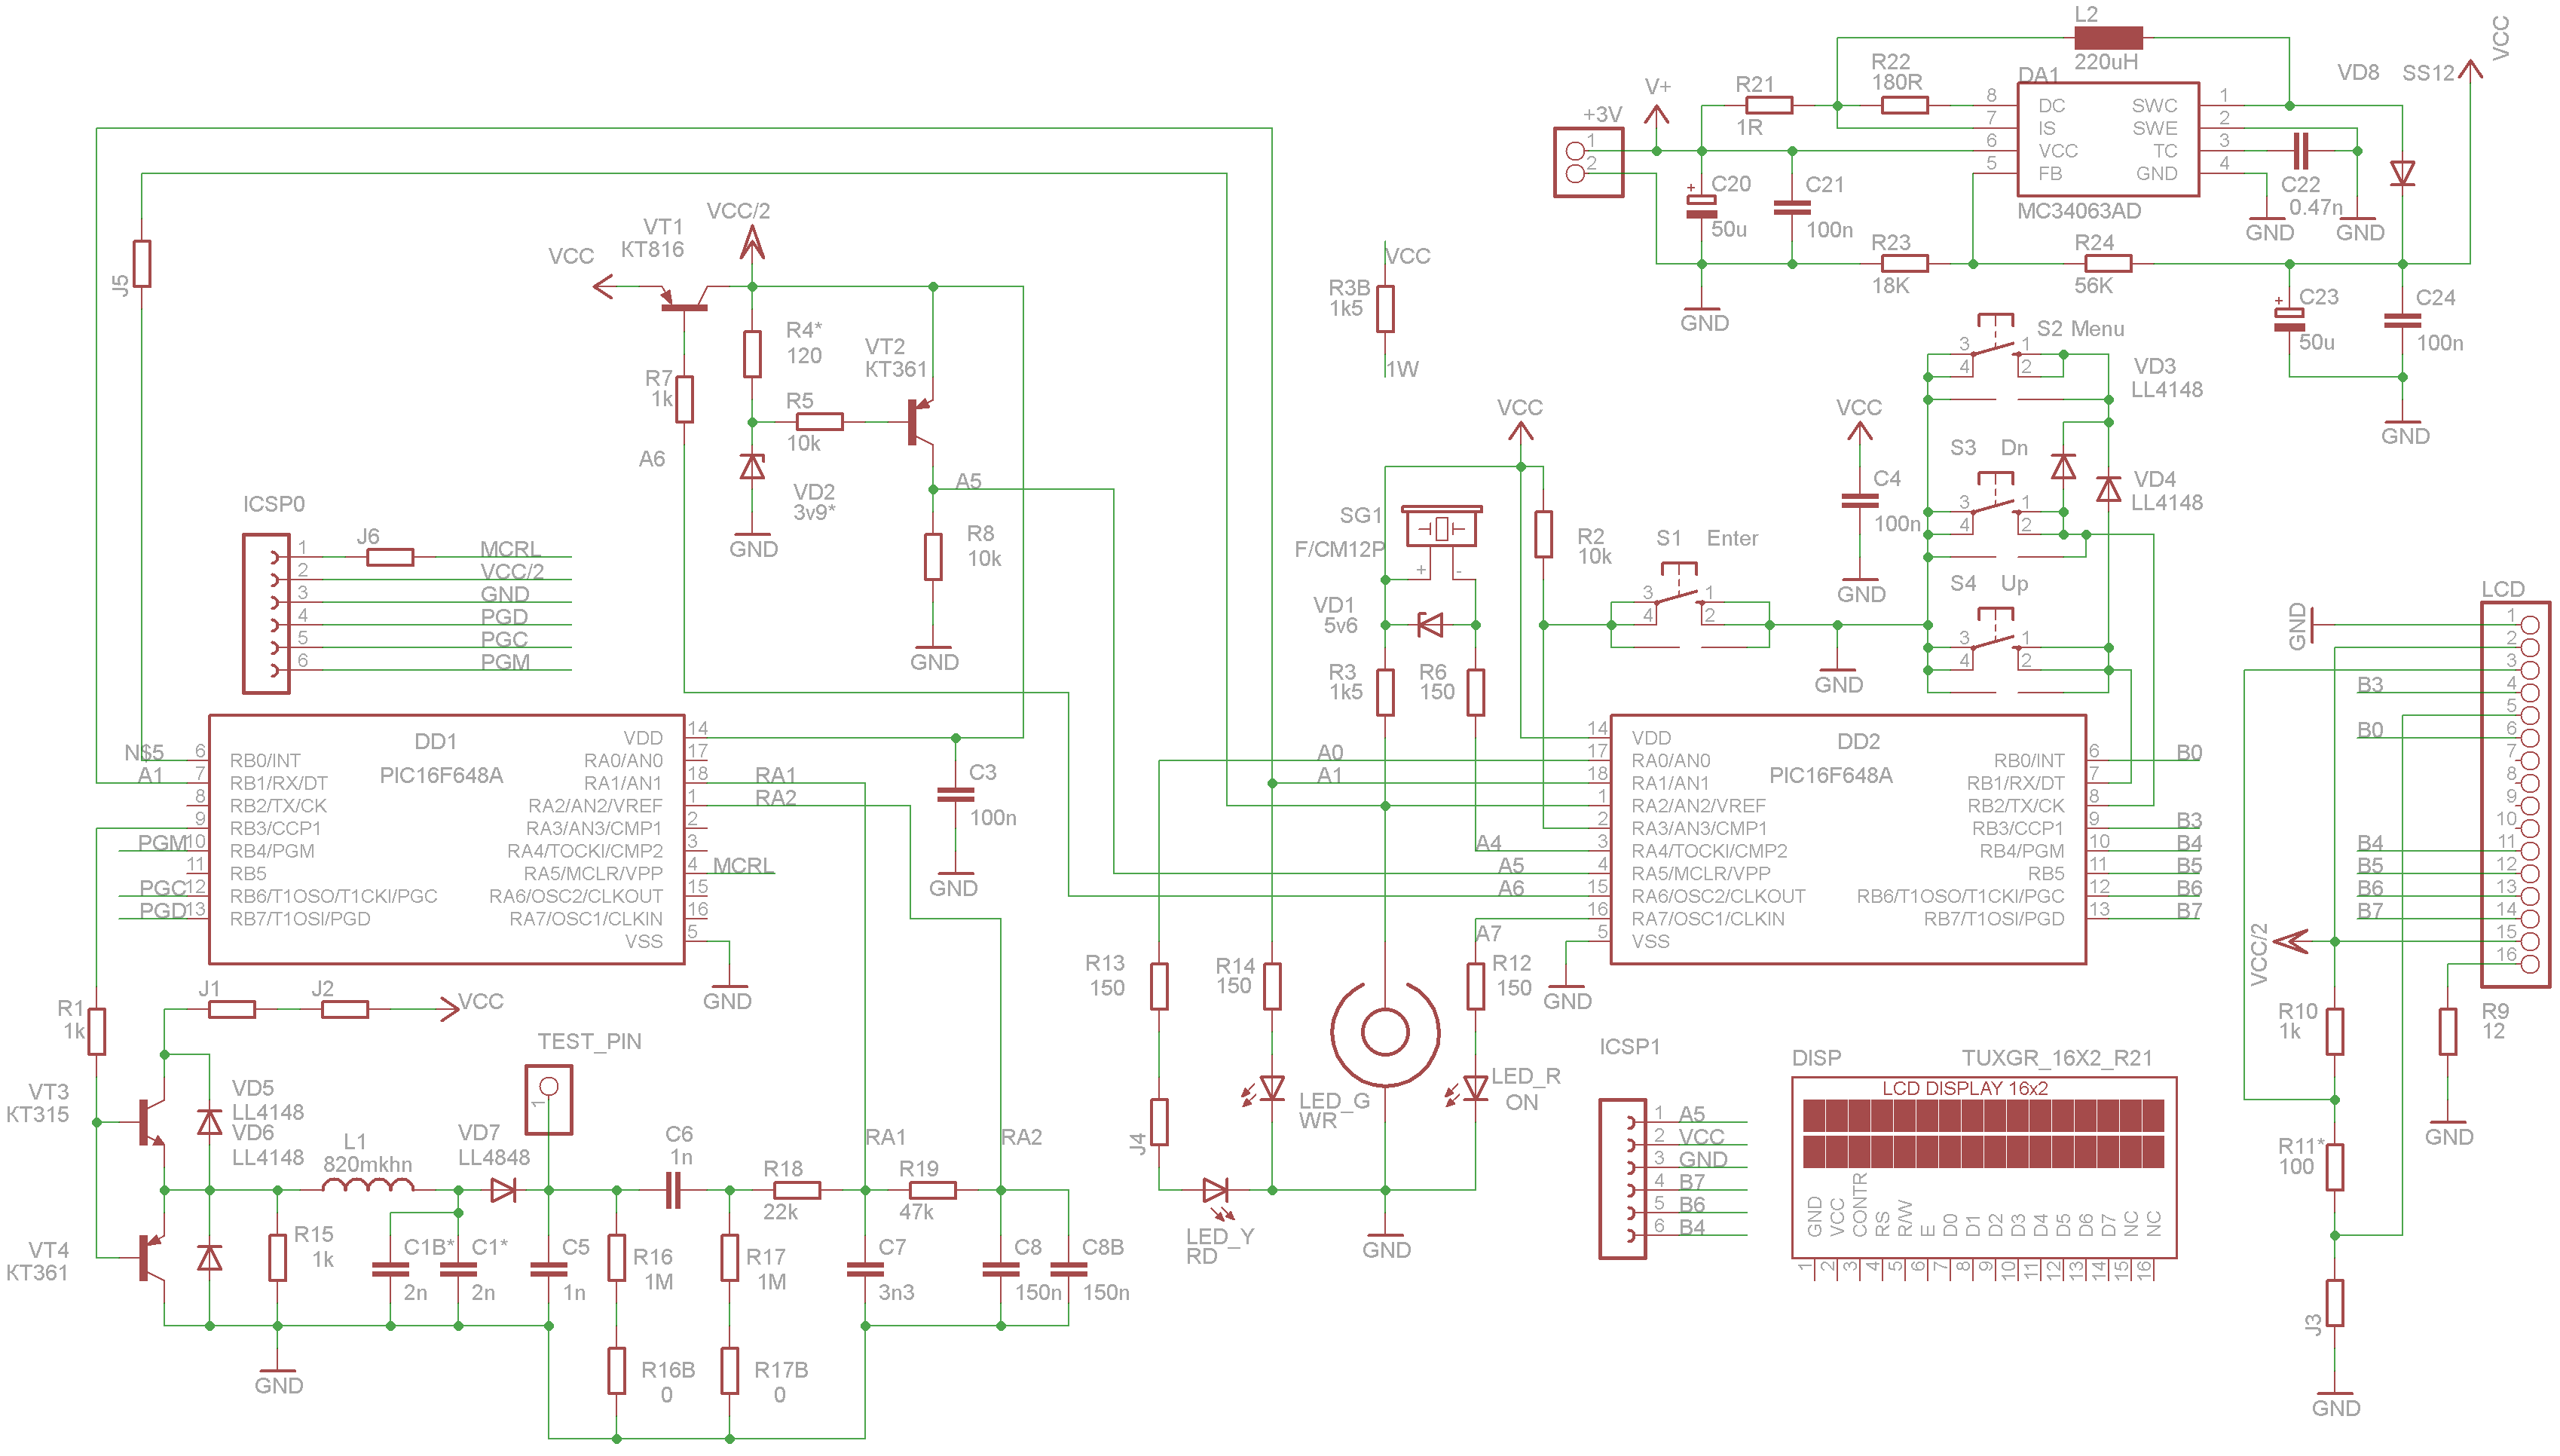 L2
220uH
VCC
VD8
SS12
V+
+3V
1
2
R21
1R
R22
180R
DA1
8
7
6
5
DC
IS
VCC
FB
SWC
SWE
TC
GND
1
2
3
4
MC34063AD
C20
50u
C21
100n
C22
0.47n
GND
GND
R23
18K
R24
56K
GND
C23
50u
C24
100n
GND
J5
VT1
KT816
VCC/2
VCC
R4*
120
VT2
KT361
R7
1k
R5
10k
A6
VD2
3v9*
GND
A5
R8
10k
GND
VCC
R3B
1k5
1W
VCC
VCC
SG1
F/CM12P
+
-
R2
10k
VD1
5v6
R3
1k5
R6
150
S1
Enter
3
4
1
2
C4
100n
GND
GND
S2 Menu
3
4
1
2
VD3
LL4148
S3
Dn
3
4
1
2
VD4
LL4148
S4
Up
3
4
1
2
ICSP0
1
2
3
4
5
6
J6
MCRL
VCC/2
GND
PGD
PGC
PGM
N$5
A1
PGM
PGC
PGD
6
7
8
9
10
11
12
13
RB0/INT
RB1/RX/DT
RB2/TX/CK
RB3/CCP1
RB4/PGM
RB5
RB6/T1OSO/T1CKI/PGC
RB7/T1OSI/PGD
DD1
PIC16F648A
VDD
RA0/AN0
RA1/AN1
RA2/AN2/VREF
RA3/AN3/CMP1
RA4/TOCKI/CMP2
RA5/MCLR/VPP
RA6/OSC2/CLKOUT
RA7/OSC1/CLKIN
VSS
14
17
18
1
2
3
4
15
16
5
RA1
RA2
MCRL
GND
C3
100n
GND
A0
A1
A4
A5
A6
A7
14
17
18
1
2
3
4
15
16
5
VDD
RA0/AN0
RA1/AN1
RA2/AN2/VREF
RA3/AN3/CMP1
RA4/TOCKI/CMP2
RA5/MCLR/VPP
RA6/OSC2/CLKOUT
RA7/OSC1/CLKIN
VSS
DD2
PIC16F648A
RB0/INT
RB1/RX/DT
RB2/TX/CK
RB3/CCP1
RB4/PGM
RB5
RB6/T1OSO/T1CKI/PGC
RB7/T1OSI/PGD
6
7
8
9
10
11
12
13
B0
B3
B4
B5
B6
B7
GND
LCD
GND
1
2
3
4
5
6
7
8
9
10
11
12
13
14
15
16
B3
B0
B4
B5
B6
B7
VCC/2
R10
1k
R9
12
GND
R11*
100
J3
GND
R1
1k
J1
J2
VCC
VT3
KT315
VD5
LL4148
VD6
LL4148
VT4
KT361
R15
1k
L1
820mkhn
VD7
LL4848
C1B*
2n
C1*
2n
TEST_PIN
1
C5
1n
C6
1n
R16
1M
R17
1M
R16B
0
R17B
0
R18
22k
RA1
R19
47k
RA2
C7
3n3
C8
150n
C8B
150n
GND
R13
150
J4
R14
150
LED_G
WR
LED_Y
RD
R12
150
LED_R
ON
GND
ICSP1
1
2
3
4
5
6
A5
VCC
GND
B7
B6
B4
DISP
TUXGR_16X2_R21
LCD DISPLAY 16x2
GND
VCC
CONTR
RS
R/W
E
D0
D1
D2
D3
D4
D5
D6
D7
NC
NC
1
2
3
4
5
6
7
8
9
10
11
12
13
14
15
16